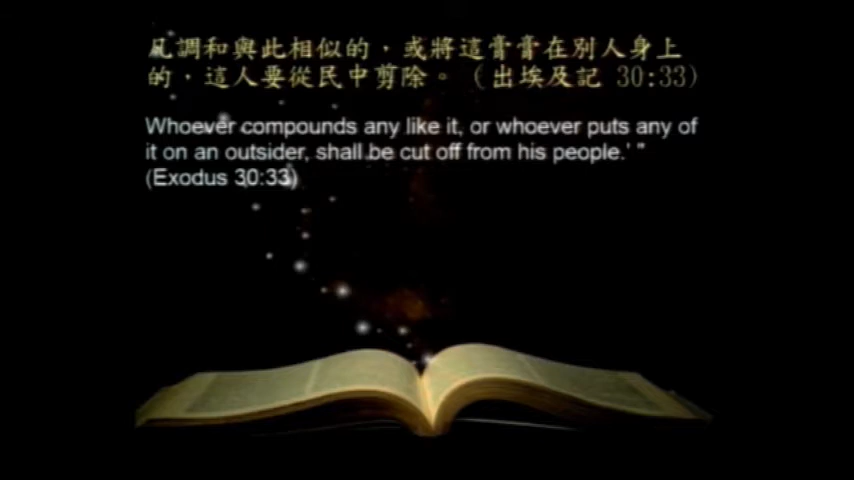 凡調和與此相似的，或將這膏膏在別人身上
的，這人要從民中剪除。（出埃及記 30:33）
Whoever compounds any like it, or whoever puts any of
it on an outsider, shall be cut off from his people.' "
(Exodus 30:33)